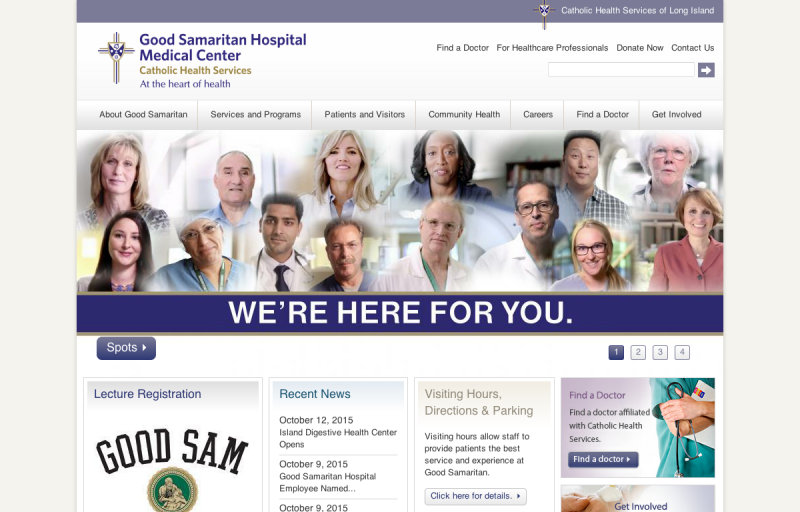 Catholic Health Services of Long Island
Good Samaritan Hospital
Medical Center
Catholic Health Services
At the heart of health
Find a Doctor For Healthcare Professionals Donate Now Contact Us
About Good Samaritan Services and Programs Patients and Visitors Community Health Careers Find a Doctor Get Involved
WE'RE HERE FOR YOU.
Spots
1 2 3 4
Lecture Registration
GOOD SAM
Recent News
October 12, 2015
Island Digestive Health Center
Opens
October 9, 2015
Good Samaritan Hospital
Employee Named...
October 9, 2015
Visiting Hours,
Directions & Parking
Visiting hours allow staff to
provide patients the best
service and experience at
Good Samaritan.
Click here for details.
Find a Doctor
Find a doctor affiliated
with Catholic Health
Services.
Find a doctor
Get Involved